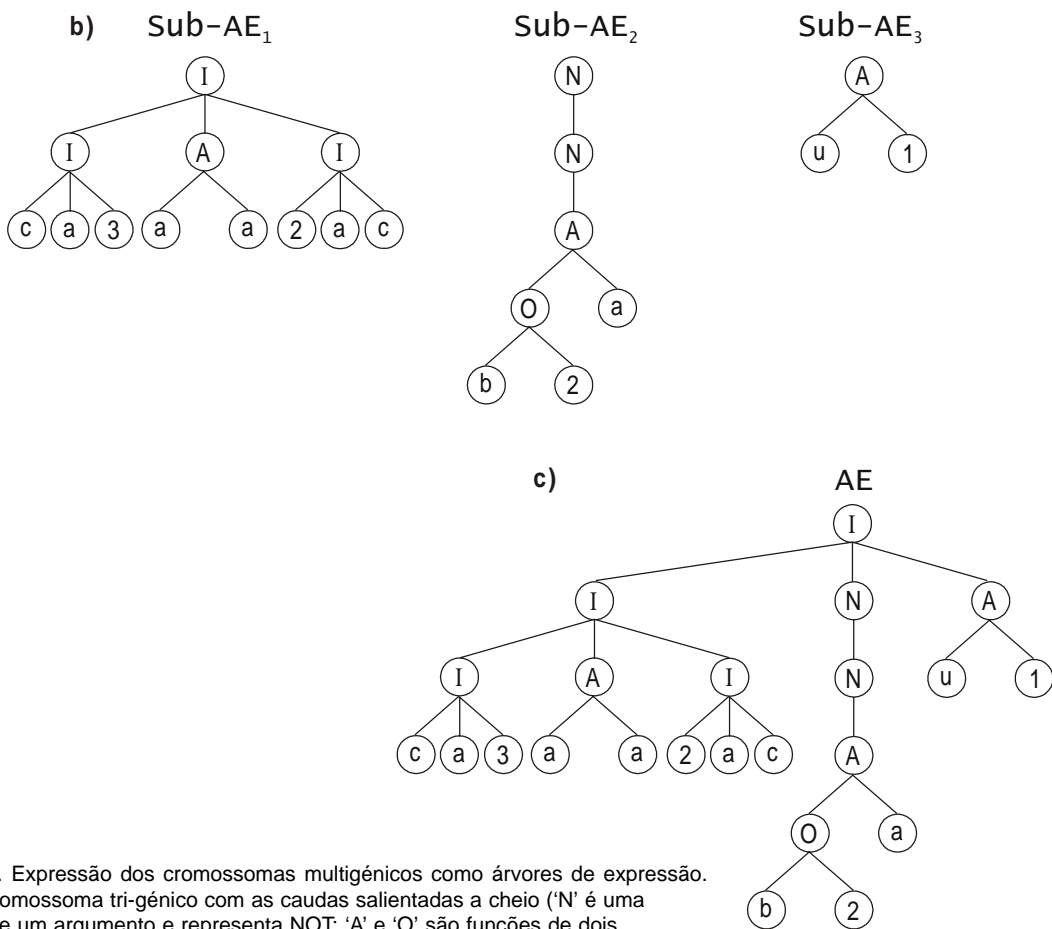 b) Sub-AE₁ Sub-AE₂ Sub-AE₃
I N A
I A I N u 1
c a 3 a a 2 a c A
O a
b 2
c) AE
I
I N A
I A I N u 1
c a 3 a a 2 a c A
O a
b 2
. Expressão dos cromossomas multigénicos como árvores de expressão.
omossoma tri-génico com as caudas salientadas a cheio ('N' é uma
e um argumento e representa NOT; 'A' e 'O' são funções de dois